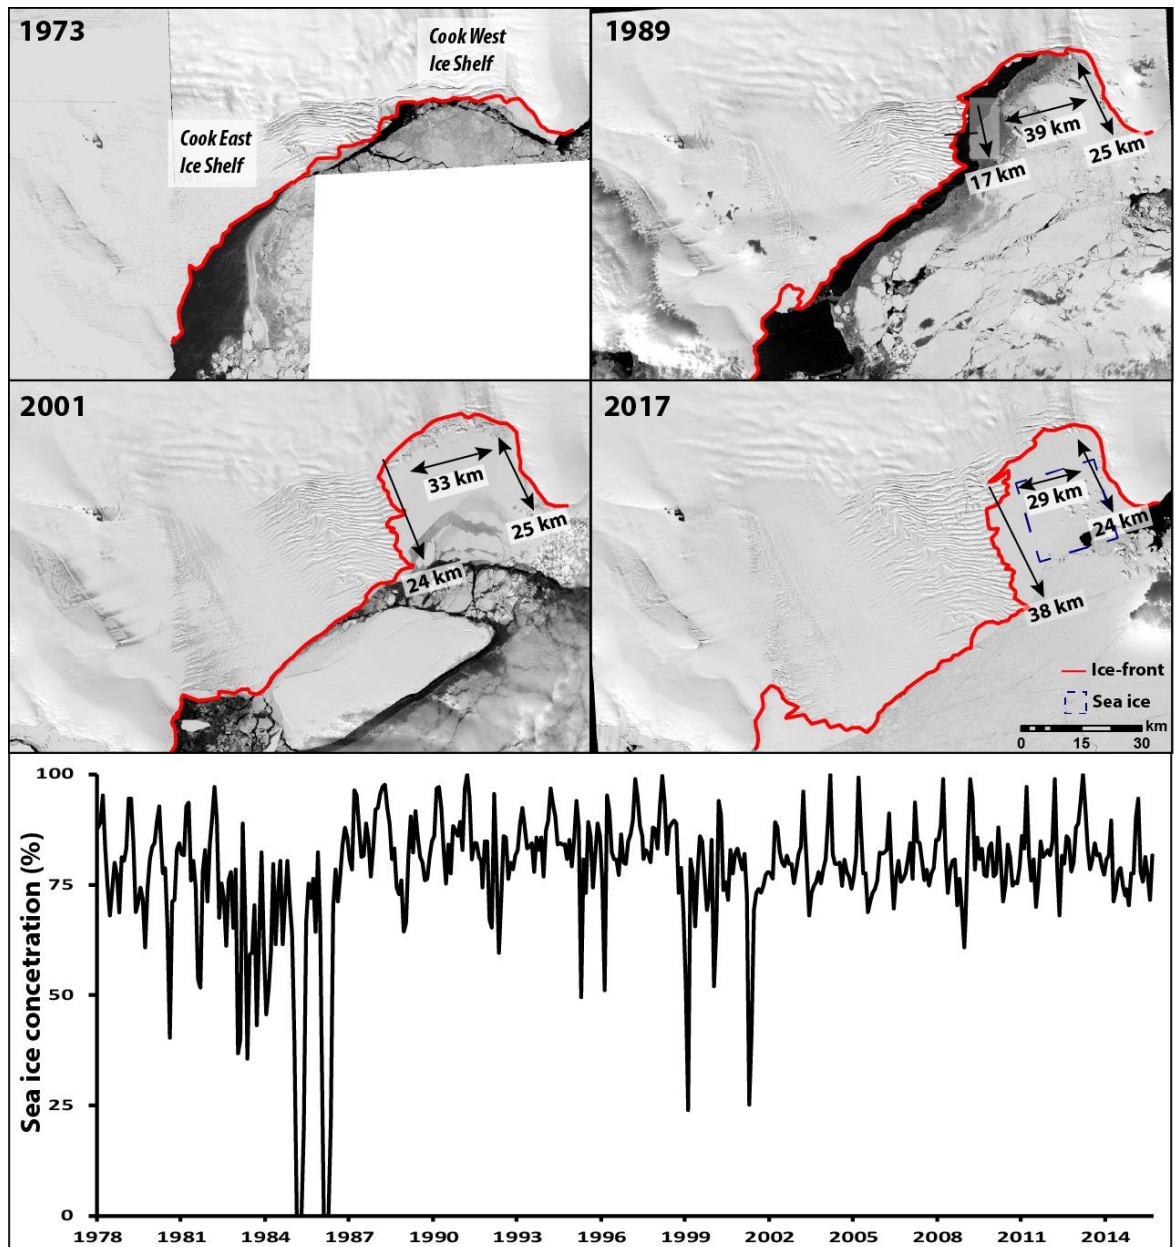 1973
Cook West
Ice Shelf
Cook East
Ice Shelf
1989
39 km
25 km
17 km
2001
33 km
25 km
24 km
2017
29 km
24 km
38 km
Ice-front
Sea ice
km
0 15 30
Sea ice concetration (%)
100
75
50
25
0
1978 1981 1984 1987 1990 1993 1996 1999 2002 2005 2008 2011 2014